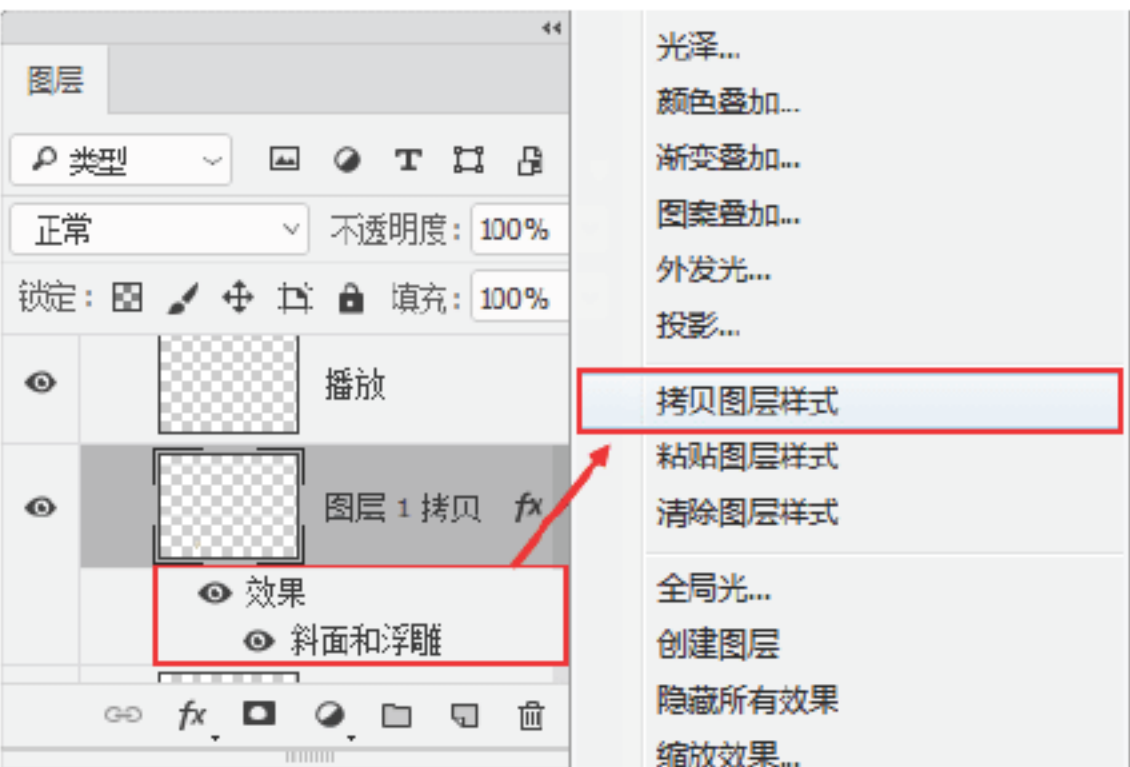 图层
类型
正常
不透明度: 100%
锁定: 填充: 100%
播放
图层 1 拷贝 fx
效果
斜面和浮雕
fx
光泽...
颜色叠加...
渐变叠加...
图案叠加...
外发光...
投影...
拷贝图层样式
粘贴图层样式
清除图层样式
全局光...
创建图层
隐藏所有效果
缩放效果...